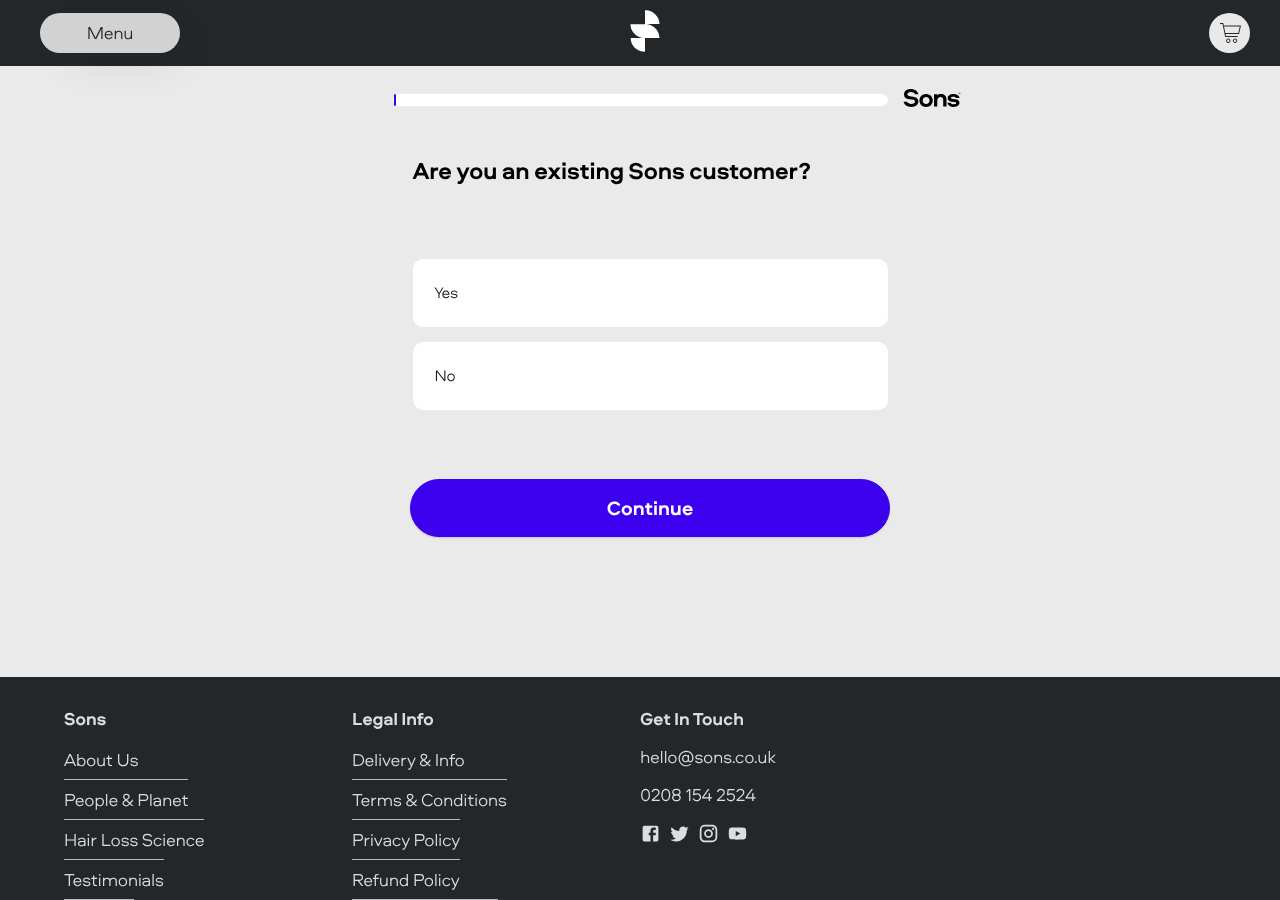 Menu
Sons
Are you an existing Sons customer?
Yes
No
Continue
Sons
About Us
People & Planet
Hair Loss Science
Testimonials
Legal Info
Delivery & Info
Terms & Conditions
Privacy Policy
Refund Policy
Get In Touch
hello@sons.co.uk
0208 154 2524